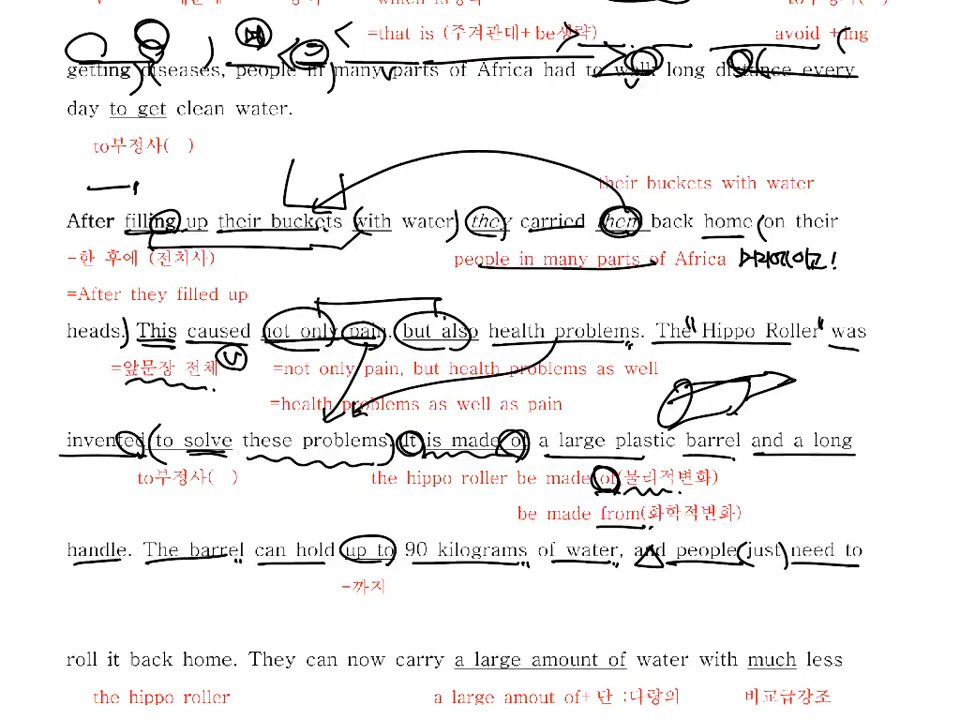 =that is (주격관대+ be생략) avoid +ing
getting diseases, people in many parts of Africa had to walk long distance every
day to get clean water.
to부정사( )
their buckets with water
After filling up their buckets with water, they carried them back home on their
-한 후에 (전치사) people in many parts of Africa
=After they filled up
heads. This caused not only pain, but also health problems. The "Hippo Roller" was
=앞문장 전체 =not only pain, but health problems as well
=health problems as well as pain
invented to solve these problems. It is made of a large plastic barrel and a long
to부정사( ) the hippo roller be made of(물리적변화)
be made from(화학적변화)
handle. The barrel can hold up to 90 kilograms of water, and people just need to
-까지
roll it back home. They can now carry a large amount of water with much less
the hippo roller a large amout of+ 단 :다량의 비교급강조